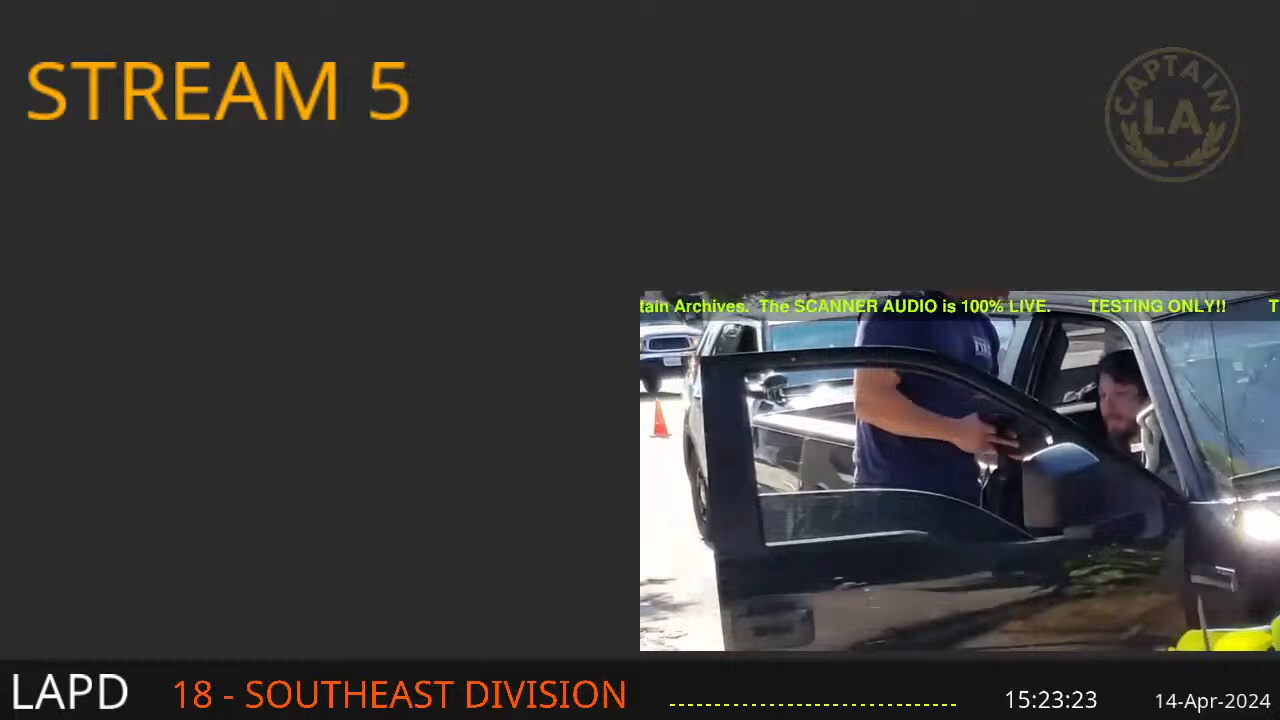 STREAM 5
CAPTAIN
LA
tain Archives. The SCANNER AUDIO is 100% LIVE. TESTING ONLY!! T
LAPD 18 - SOUTHEAST DIVISION 15:23:23 14-Apr-2024